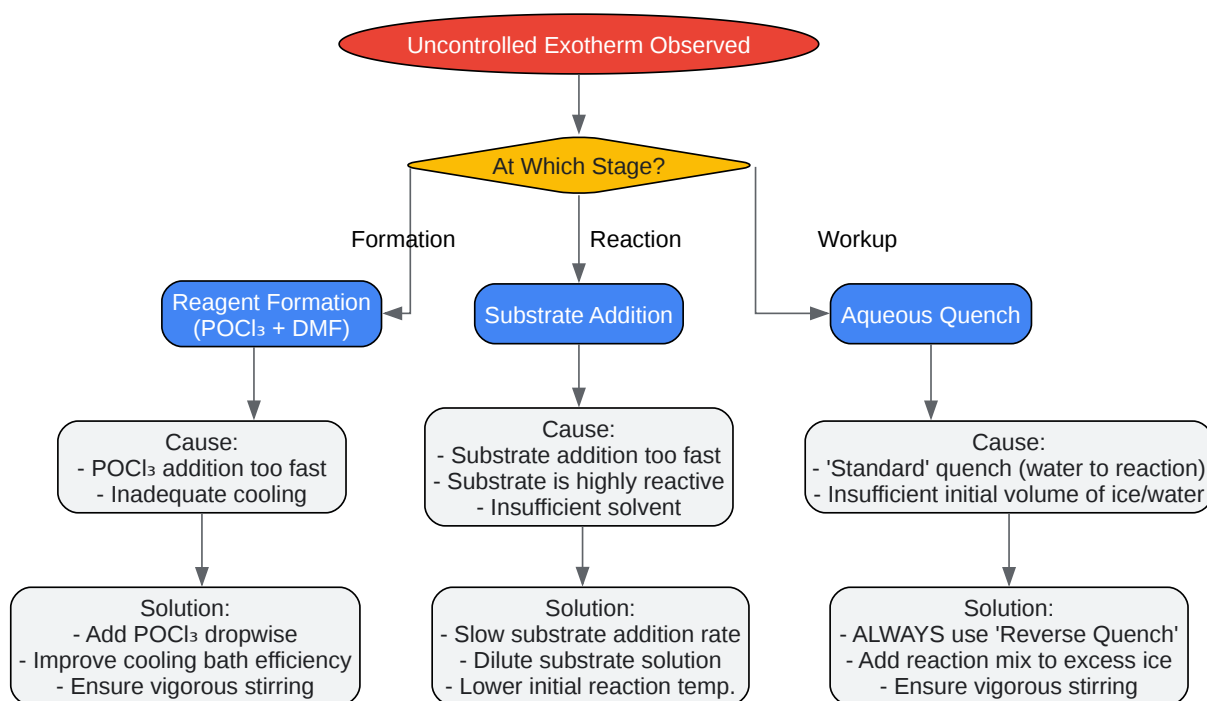 Uncontrolled Exotherm Observed
At Which Stage?
Formation
Reaction
Workup
Reagent Formation
(POCl₃ + DMF)
Substrate Addition
Aqueous Quench
Cause:
- POCl₃ addition too fast
- Inadequate cooling
Cause:
- Substrate addition too fast
- Substrate is highly reactive
- Insufficient solvent
Cause:
- 'Standard' quench (water to reaction)
- Insufficient initial volume of ice/water
Solution:
- Add POCl₃ dropwise
- Improve cooling bath efficiency
- Ensure vigorous stirring
Solution:
- Slow substrate addition rate
- Dilute substrate solution
- Lower initial reaction temp.
Solution:
- ALWAYS use 'Reverse Quench'
- Add reaction mix to excess ice
- Ensure vigorous stirring